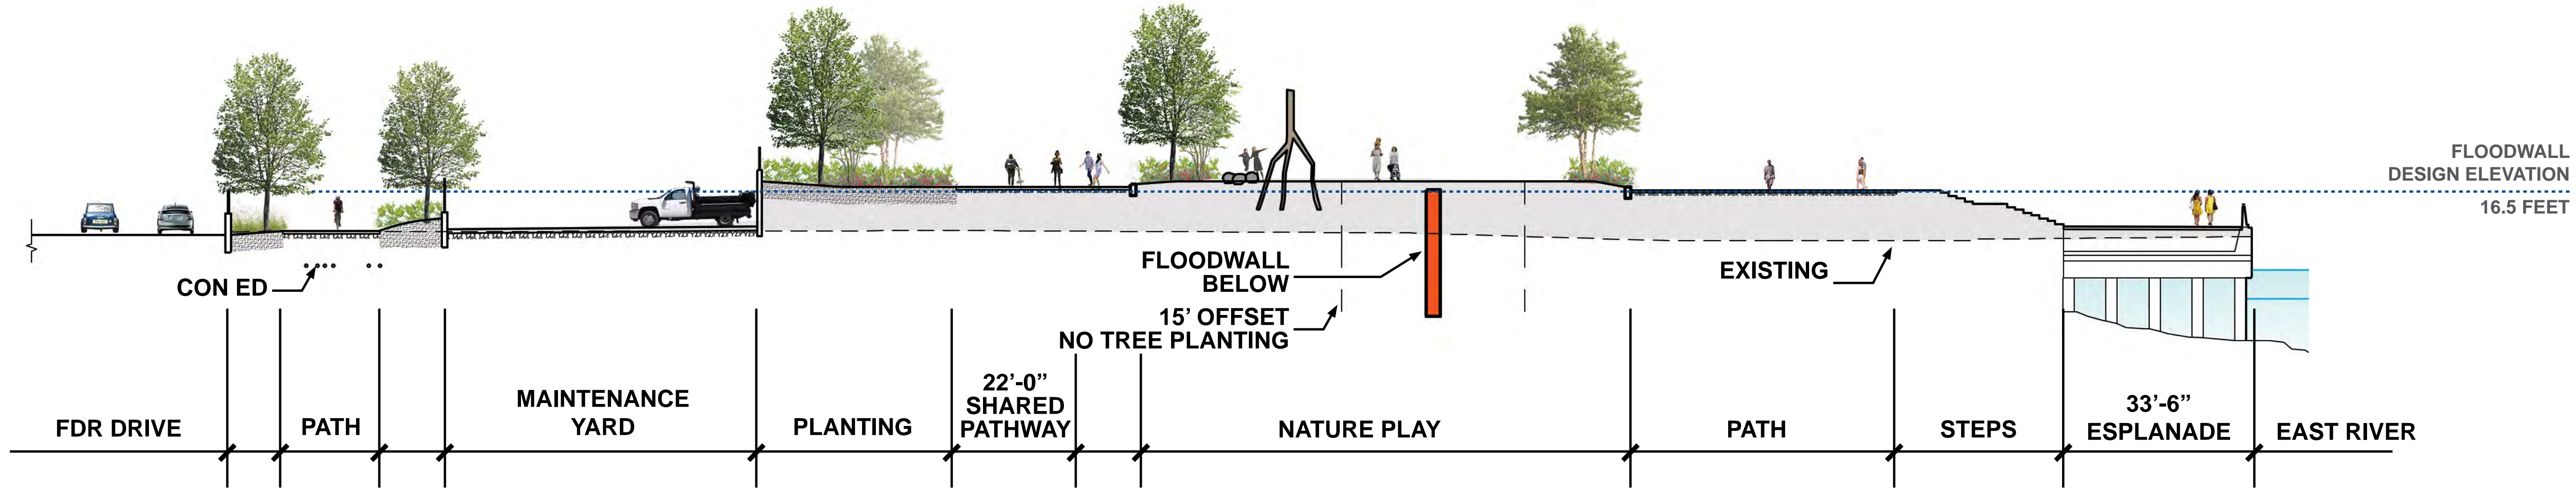 FLOODWALL
DESIGN ELEVATION
16.5 FEET
CON ED
FLOODWALL
BELOW
15’ OFFSET
NO TREE PLANTING
EXISTING
FDR DRIVE
PATH
MAINTENANCE
YARD
PLANTING
22’-0”
SHARED
PATHWAY
NATURE PLAY
PATH
STEPS
33’-6”
ESPLANADE
EAST RIVER